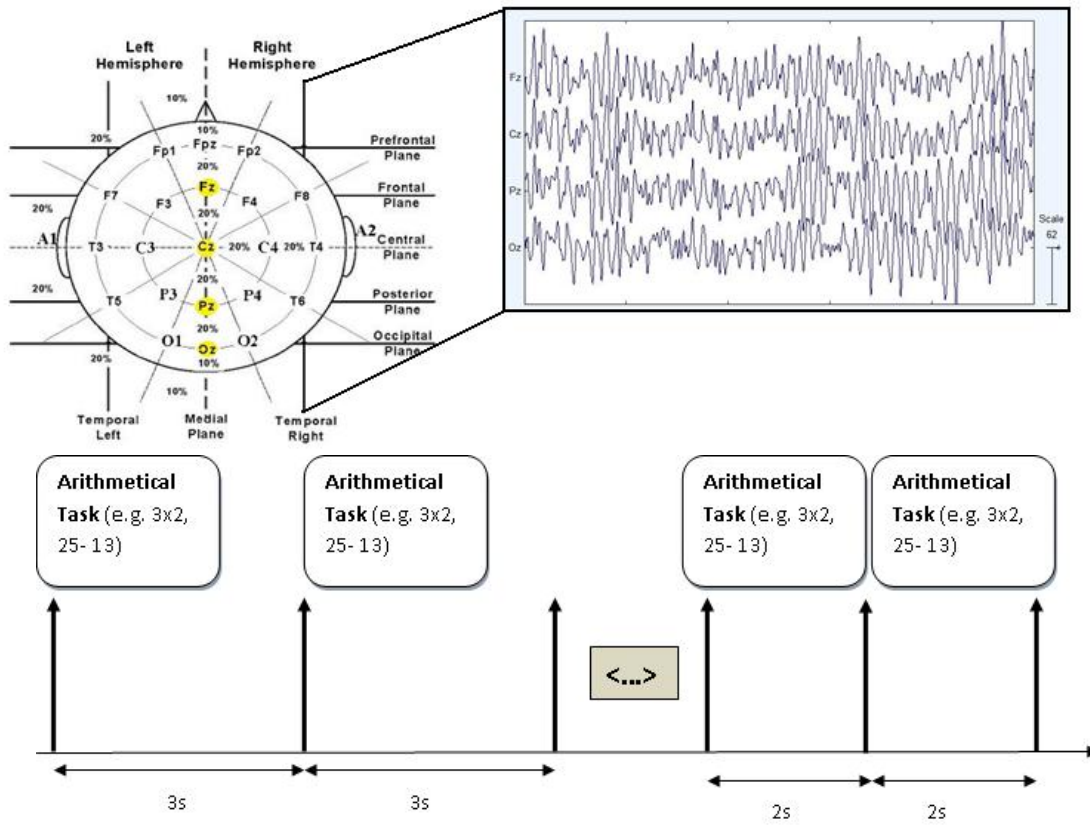 Left
Hemisphere
Right
Hemisphere
10%
10%
20%
Fp1
Fpz
Fp2
Prefrontal
Plane
20%
F7
F3
Fz
F4
F8
Frontal
Plane
20%
20%
A1
T3
C3
Cz
20%
C4
20%
T4
A2
Central
Plane
20%
20%
T5
P3
Pz
P4
T6
Posterior
Plane
20%
O1
Oz
O2
Occipital
Plane
20%
10%
10%
Temporal
Left
Medial
Plane
Temporal
Right
Fz
Cz
Pz
Oz
Scale
62
Arithmetical
Task (e.g. 3x2,
25- 13)
Arithmetical
Task (e.g. 3x2,
25- 13)
Arithmetical
Task (e.g. 3x2,
25- 13)
Arithmetical
Task (e.g. 3x2,
25- 13)
<...>
3s
3s
2s
2s